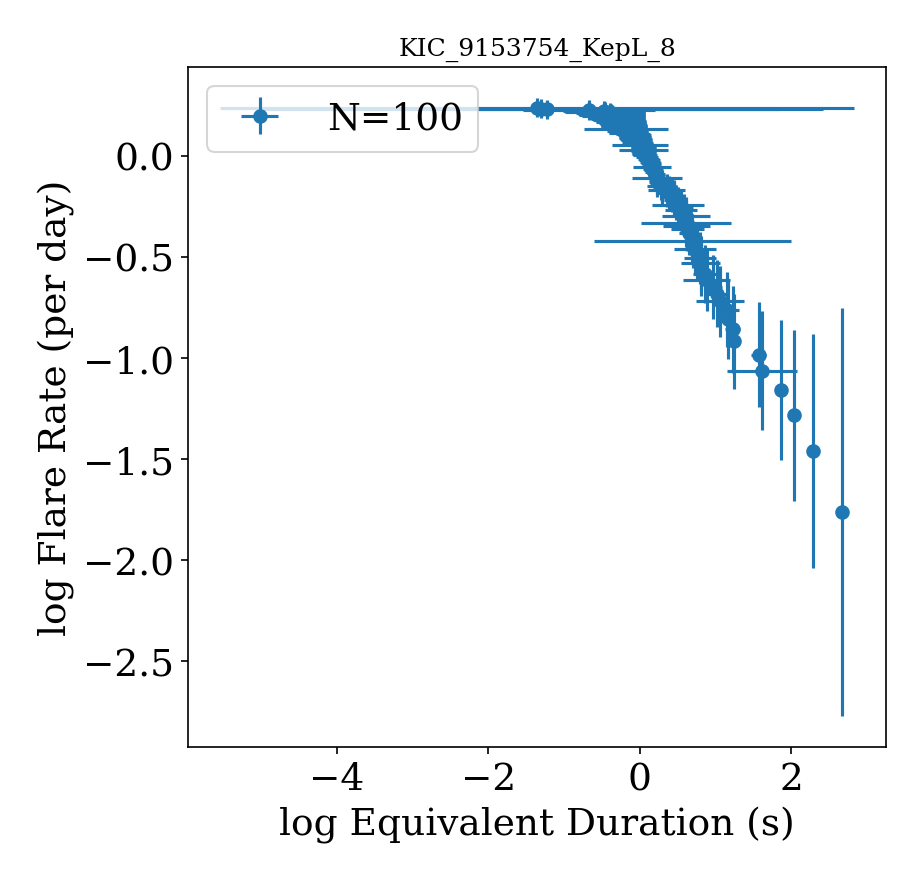 KIC_9153754_KepL_8
N=100
0.0
−0.5
−1.0
−1.5
−2.0
−2.5
log Flare Rate (per day)
−4 −2 0 2
log Equivalent Duration (s)